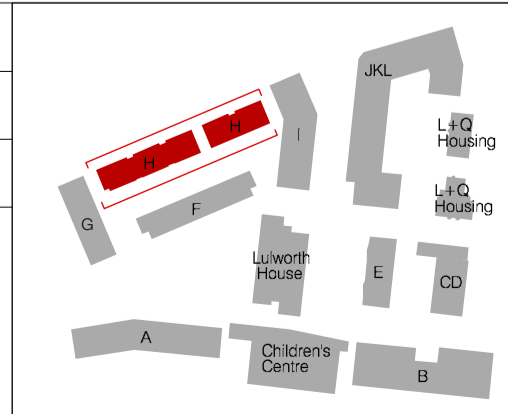 JKL
H
H
I
L+Q
Housing
G
F
L+Q
Housing
Lulworth
House
E
CD
A
Children's
Centre
B